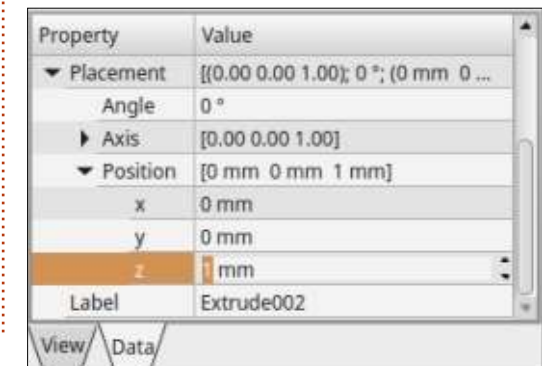 Property Value
Placement [(0.00 0.00 1.00); 0 °; (0 mm 0 ...
Angle 0 °
Axis [0.00 0.00 1.00]
Position [0 mm 0 mm 1 mm]
x 0 mm
y 0 mm
z 1 mm
Label Extrude002
View Data